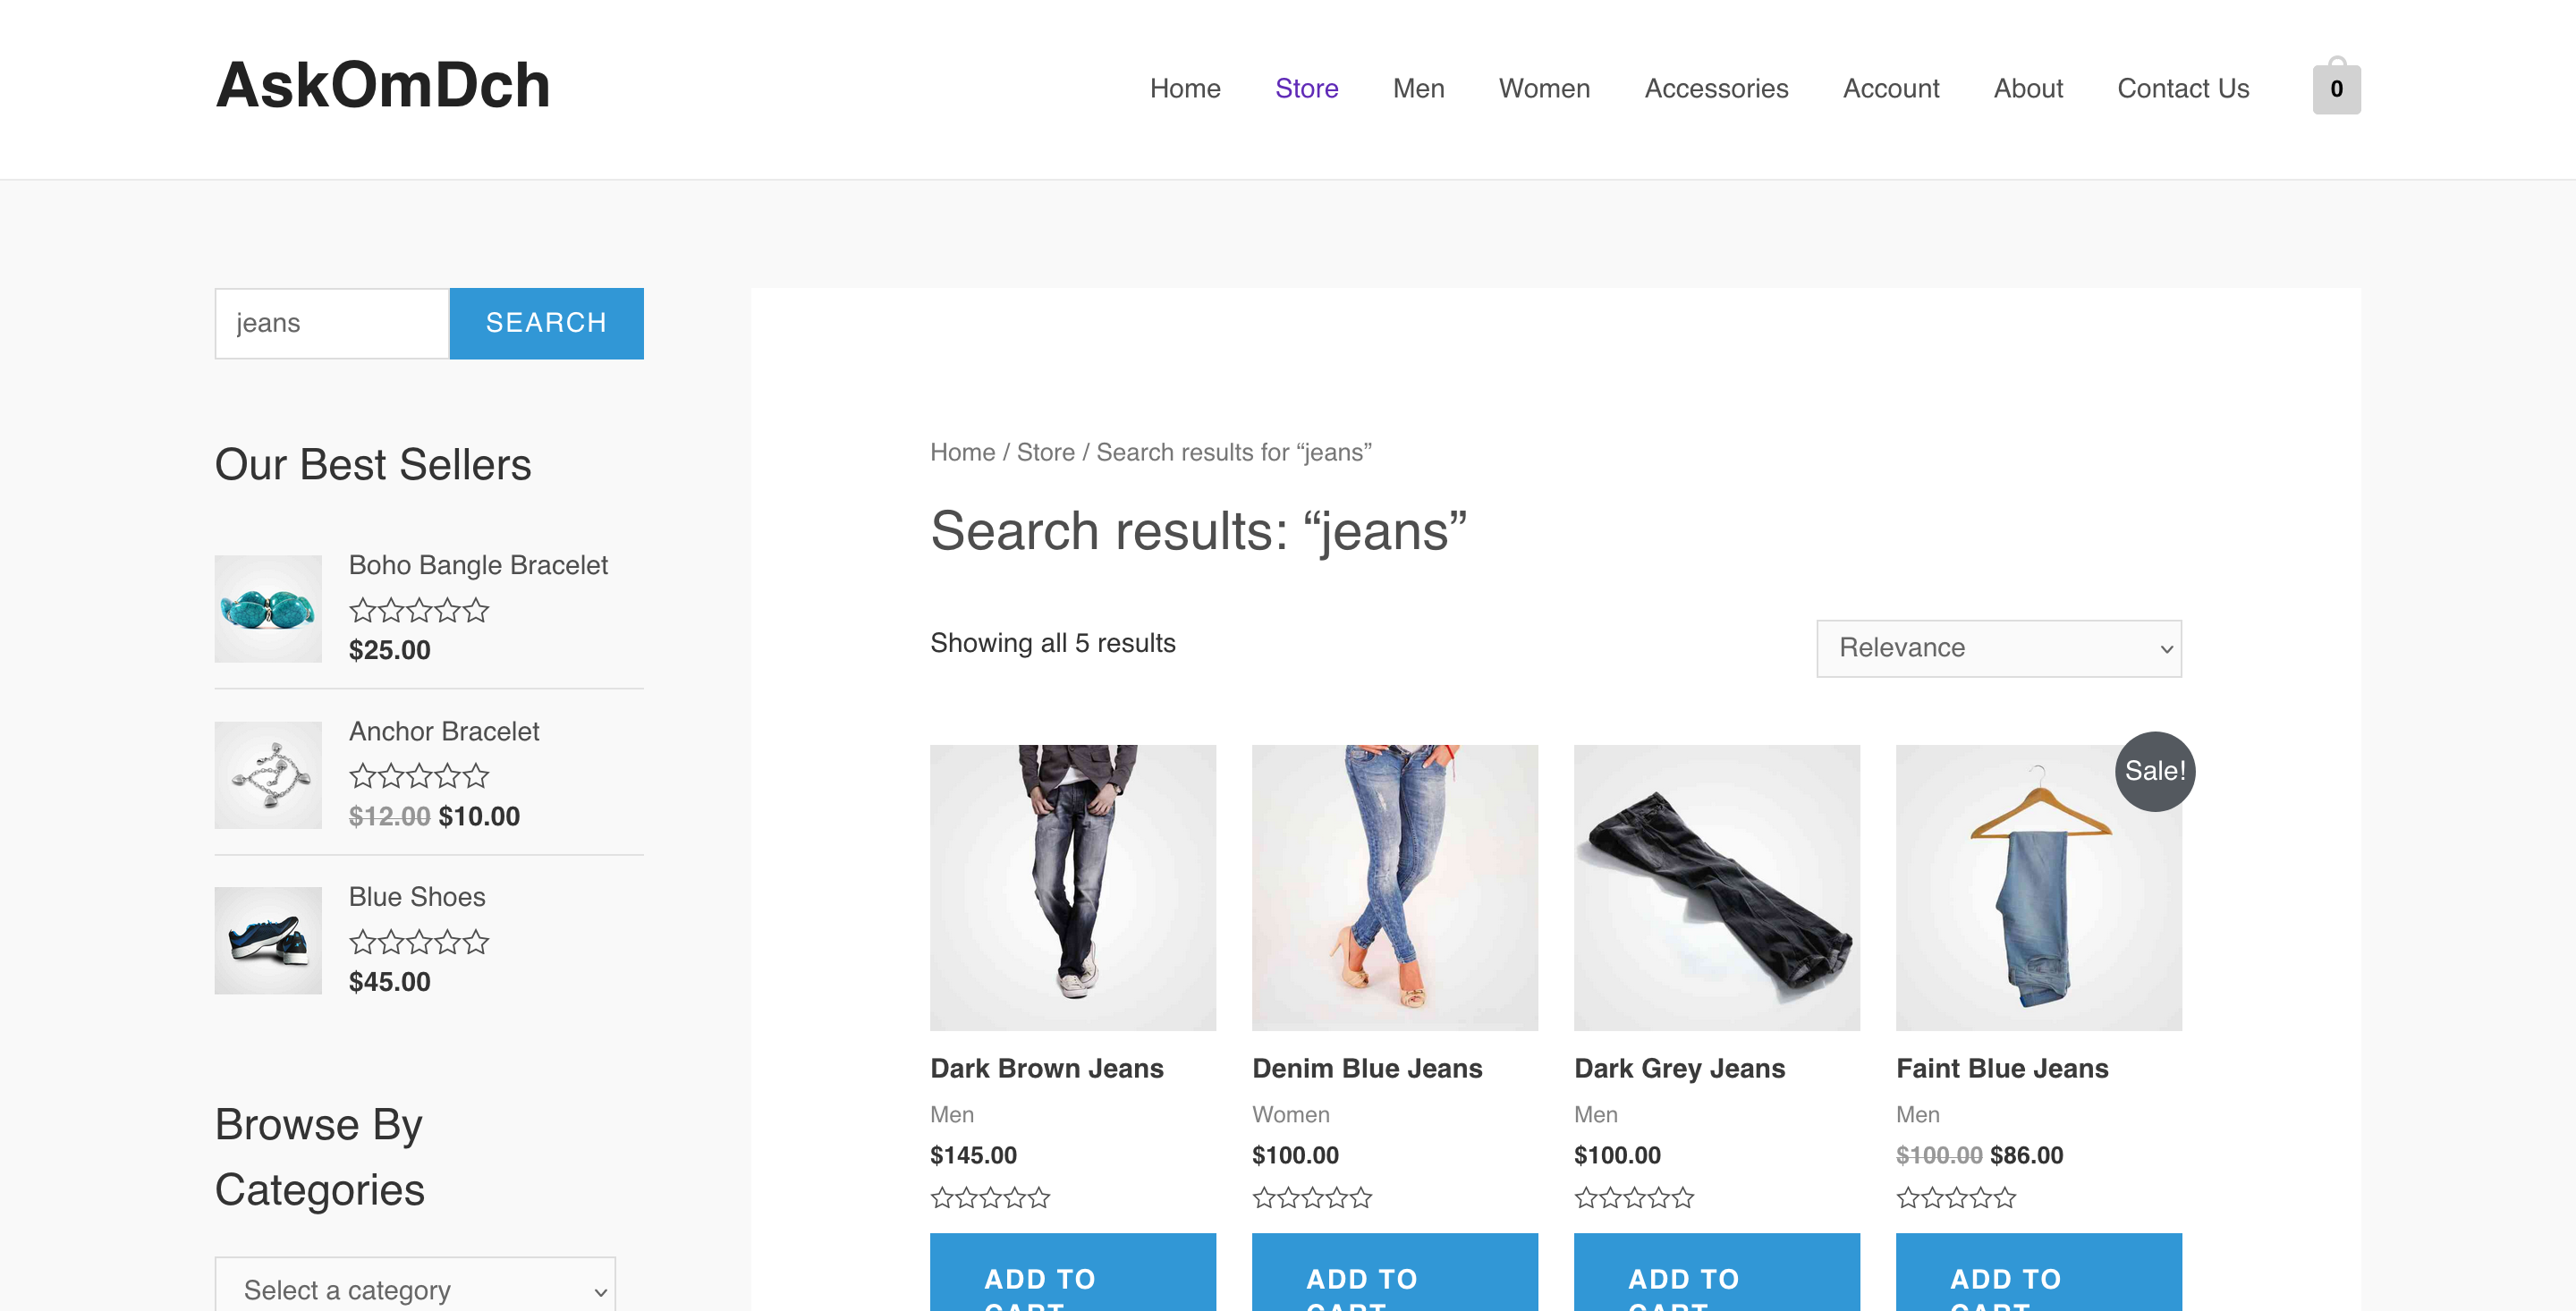 AskOmDch
Home Store Men Women Accessories Account About Contact Us 0
jeans SEARCH
Our Best Sellers
Boho Bangle Bracelet
$25.00
Anchor Bracelet
$12.00 $10.00
Blue Shoes
$45.00
Browse By
Categories
Select a category
Home / Store / Search results for “jeans”
Search results: “jeans”
Showing all 5 results
Relevance
Sale!
Dark Brown Jeans
Men
$145.00
ADD TO
CART
Denim Blue Jeans
Women
$100.00
ADD TO
CART
Dark Grey Jeans
Men
$100.00
ADD TO
CART
Faint Blue Jeans
Men
$100.00 $86.00
ADD TO
CART